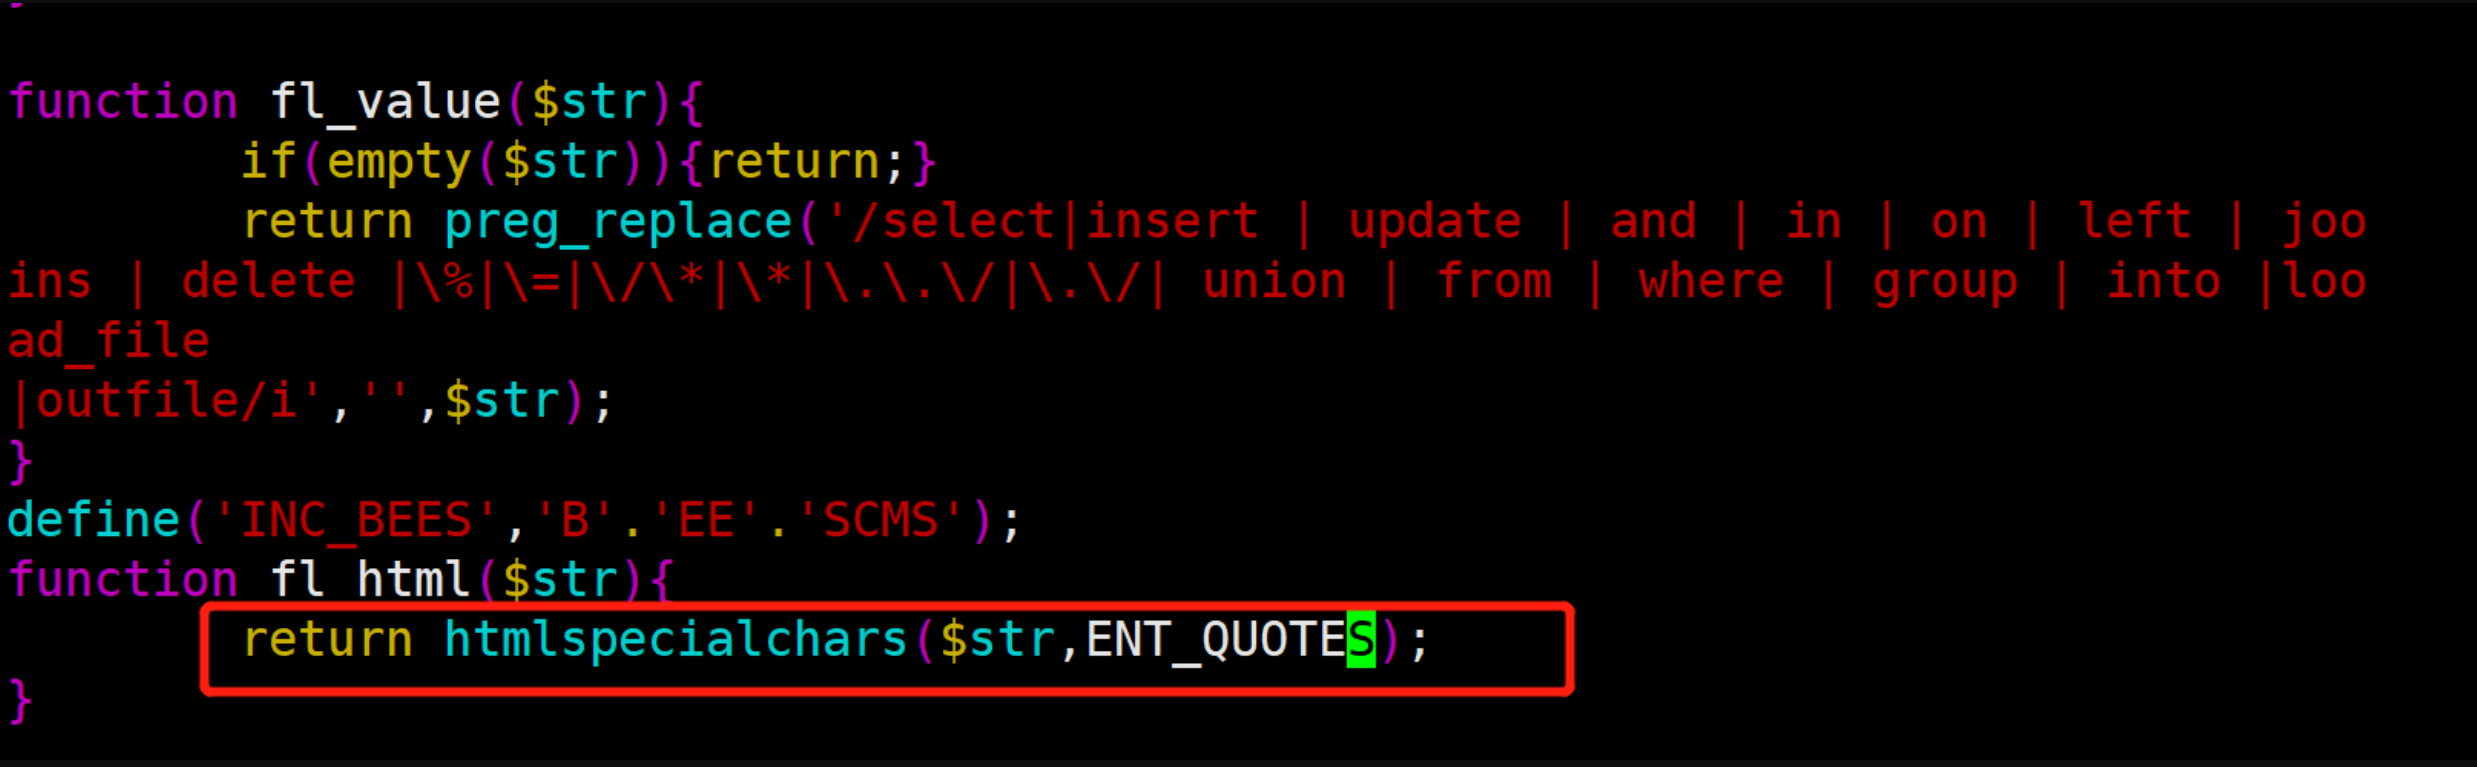 }
function fl_value($str){
if(empty($str)){return;}
return preg_replace('/select|insert | update | and | in | on | left | joo
ins | delete |\%|\=|\/\*|\*|\.\.\/|\.\/| union | from | where | group | into |loo
ad_file
|outfile/i','',$str);
}
define('INC_BEES','B'.'EE'.'SCMS');
function fl_html($str){
return htmlspecialchars($str,ENT_QUOTES);
}